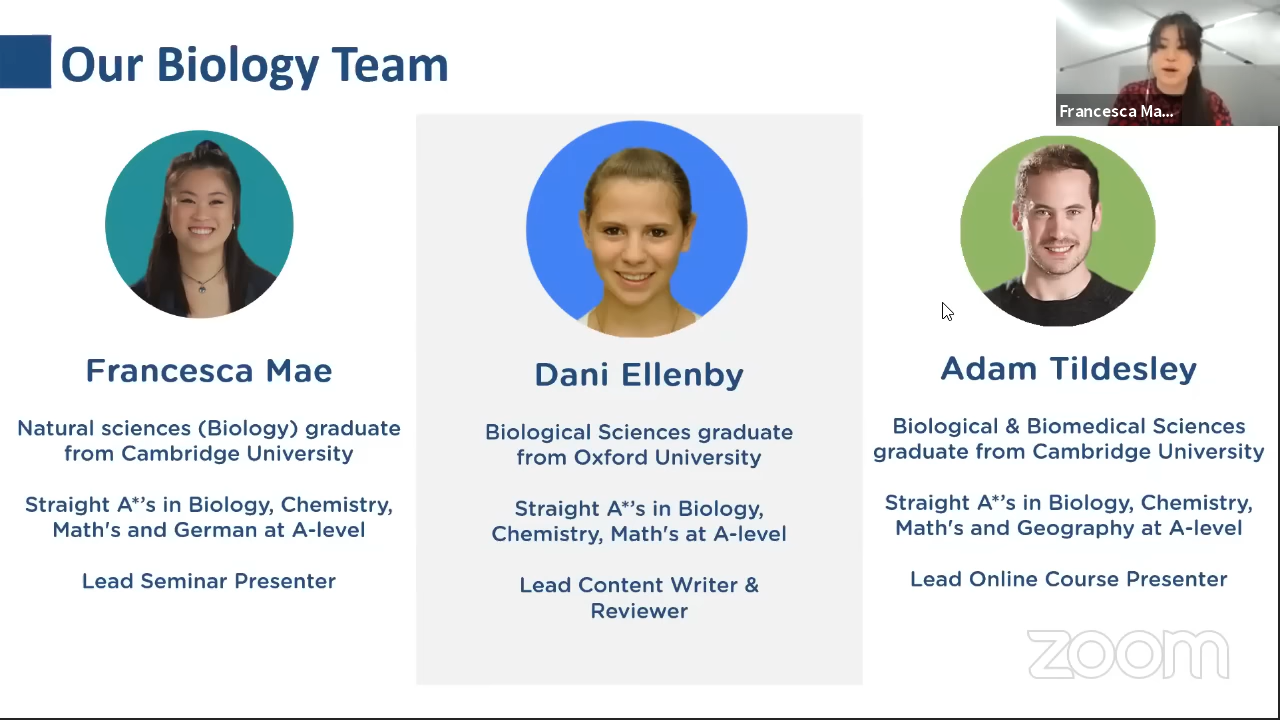 Our Biology Team
Francesca Ma...
Francesca Mae
Natural sciences (Biology) graduate
from Cambridge University
Straight A*'s in Biology, Chemistry,
Math's and German at A-level
Lead Seminar Presenter
Dani Ellenby
Biological Sciences graduate
from Oxford University
Straight A*'s in Biology,
Chemistry, Math's at A-level
Lead Content Writer &
Reviewer
Adam Tildesley
Biological & Biomedical Sciences
graduate from Cambridge University
Straight A*'s in Biology, Chemistry,
Math's and Geography at A-level
Lead Online Course Presenter
zoom